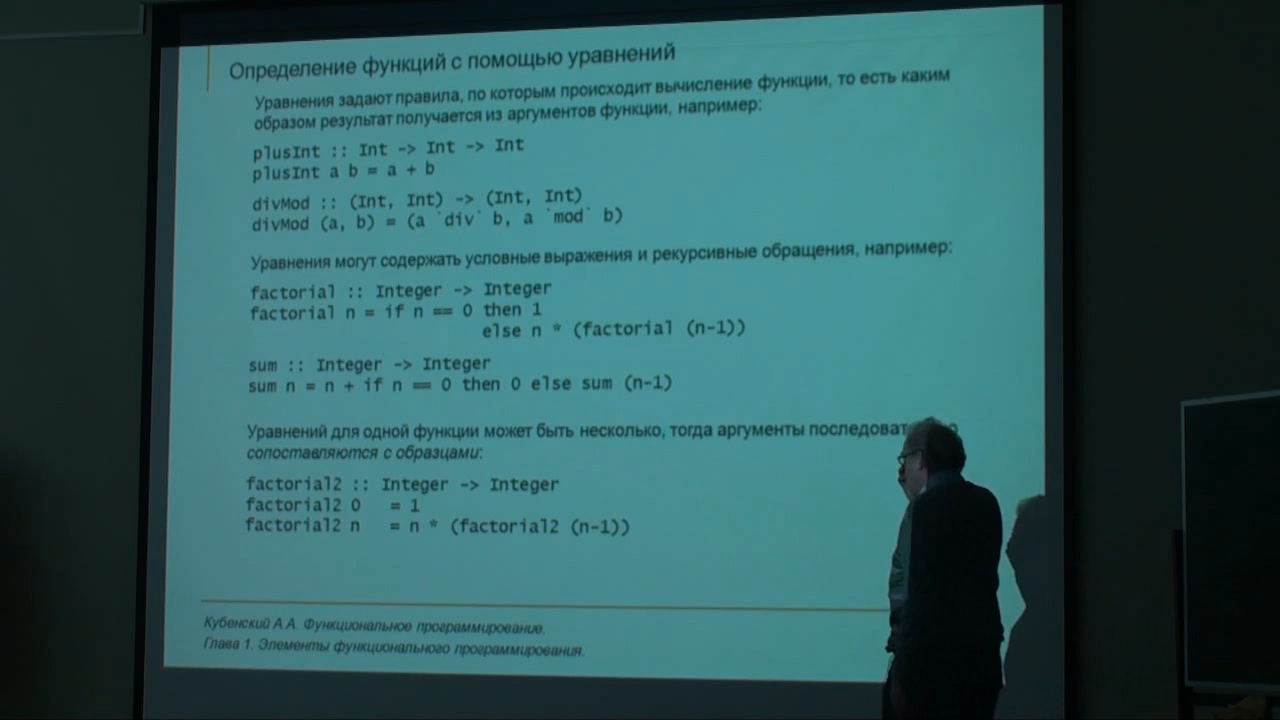 Определение функций с помощью уравнений
Уравнения задают правила, по которым происходит вычисление функции, то есть каким
образом результат получается из аргументов функции, например:
plusInt :: Int -> Int -> Int
plusInt a b = a + b
divMod :: (Int, Int) -> (Int, Int)
divMod (a, b) = (a `div` b, a `mod` b)
Уравнения могут содержать условные выражения и рекурсивные обращения, например:
factorial :: Integer -> Integer
factorial n = if n == 0 then 1
else n * (factorial (n-1))
sum :: Integer -> Integer
sum n = n + if n == 0 then 0 else sum (n-1)
Уравнений для одной функции может быть несколько, тогда аргументы
сопоставляются с образцами:
factorial2 :: Integer -> Integer
factorial2 0 = 1
factorial2 n = n * (factorial2 (n-1))
Кубенский А.А. Функциональное программирование.
Глава 1. Элементы функционального программирования.